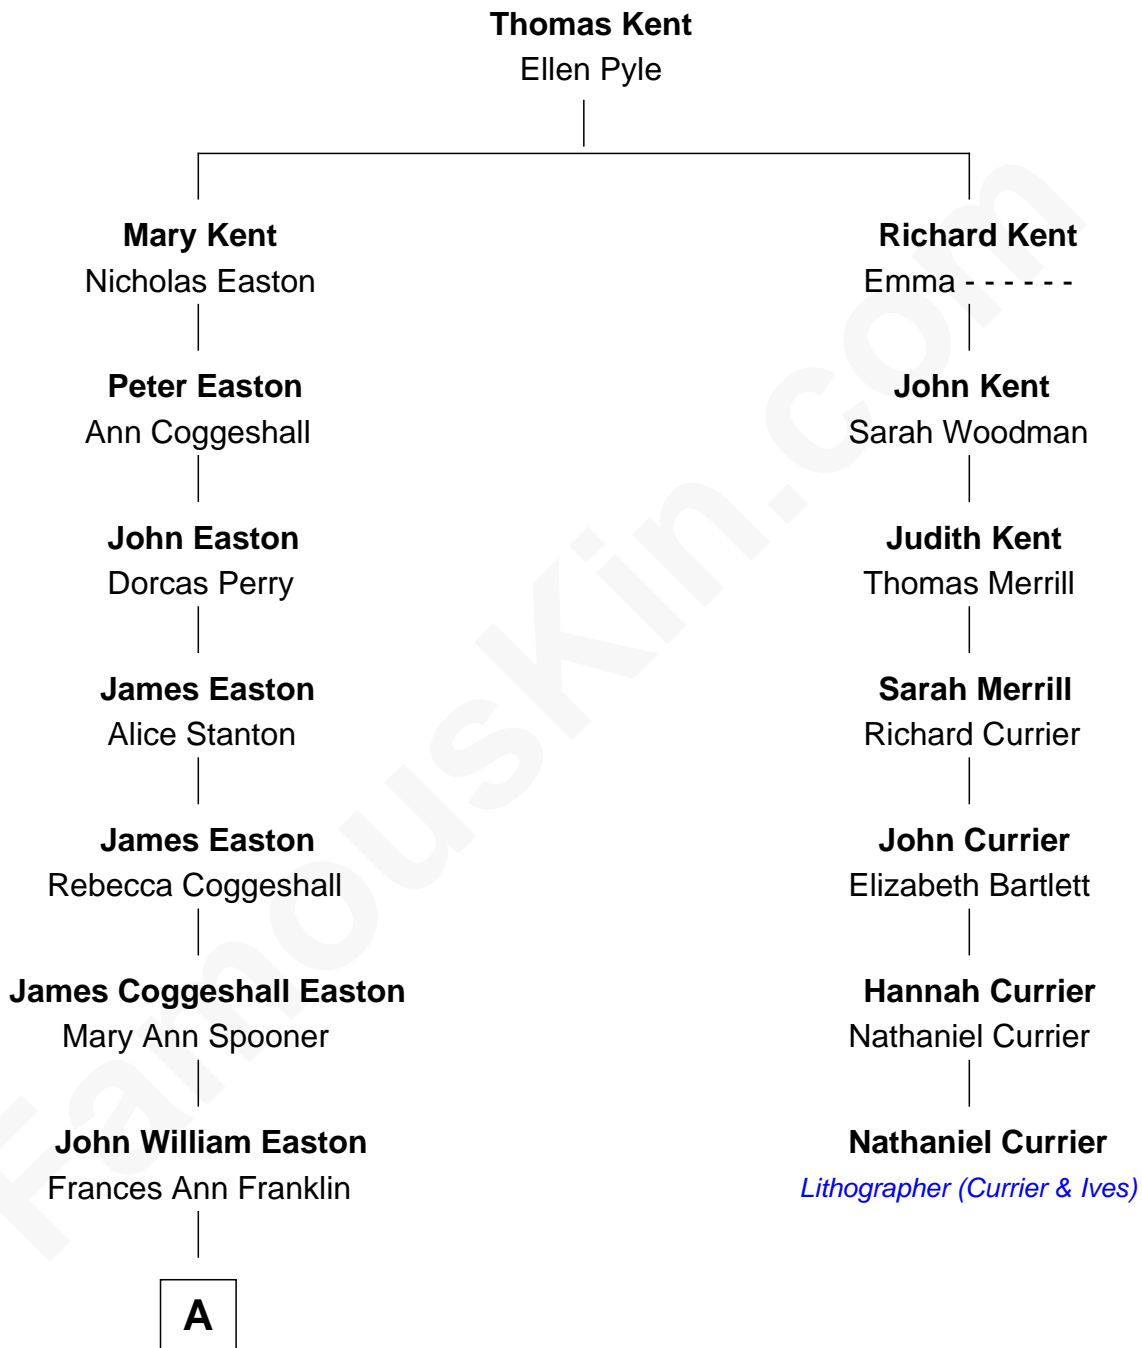 Thomas Kent
Ellen Pyle
Mary Kent
Nicholas Easton
Richard Kent
Emma - - - - - -
Peter Easton
Ann Coggeshall
John Kent
Sarah Woodman
John Easton
Dorcas Perry
Judith Kent
Thomas Merrill
James Easton
Alice Stanton
Sarah Merrill
Richard Currier
James Easton
Rebecca Coggeshall
John Currier
Elizabeth Bartlett
James Coggeshall Easton
Mary Ann Spooner
Hannah Currier
Nathaniel Currier
John William Easton
Frances Ann Franklin
Nathaniel Currier
Lithographer (Currier & Ives)
A
FamousKin.com